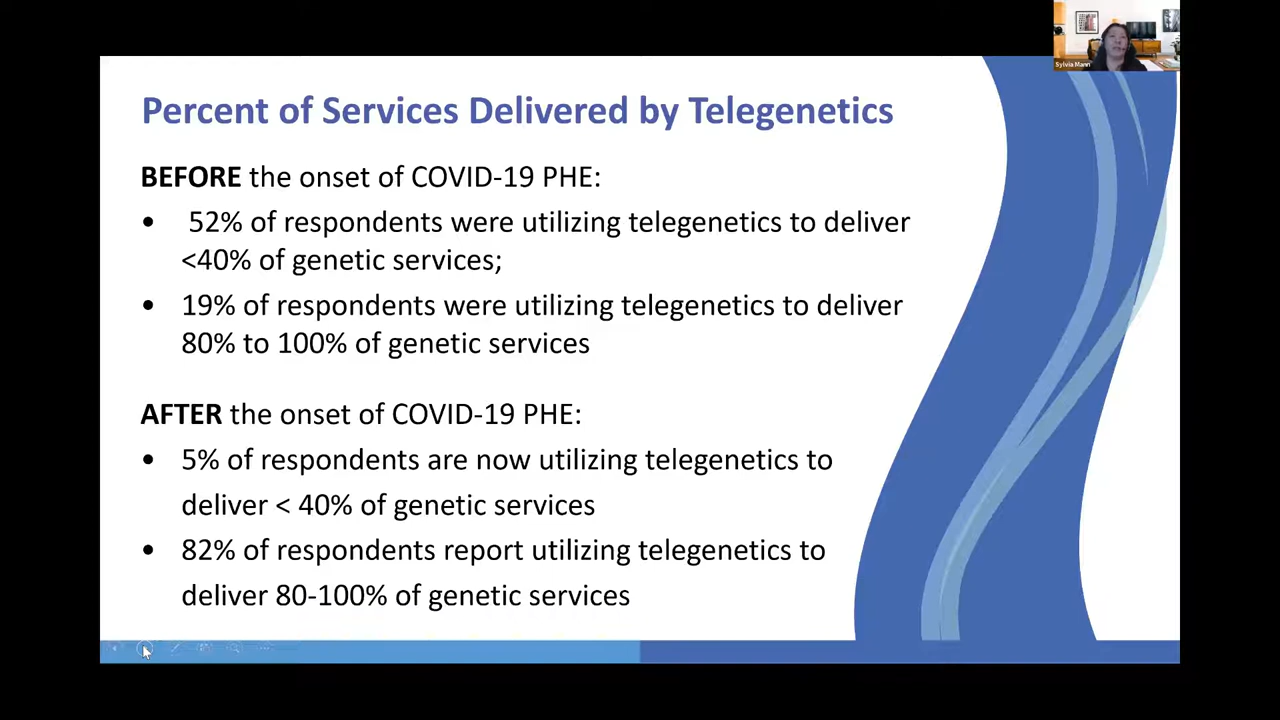 Sylvia Mann
Percent of Services Delivered by Telegenetics
BEFORE the onset of COVID-19 PHE:
• 52% of respondents were utilizing telegenetics to deliver
<40% of genetic services;
• 19% of respondents were utilizing telegenetics to deliver
80% to 100% of genetic services
AFTER the onset of COVID-19 PHE:
• 5% of respondents are now utilizing telegenetics to
deliver < 40% of genetic services
• 82% of respondents report utilizing telegenetics to
deliver 80-100% of genetic services